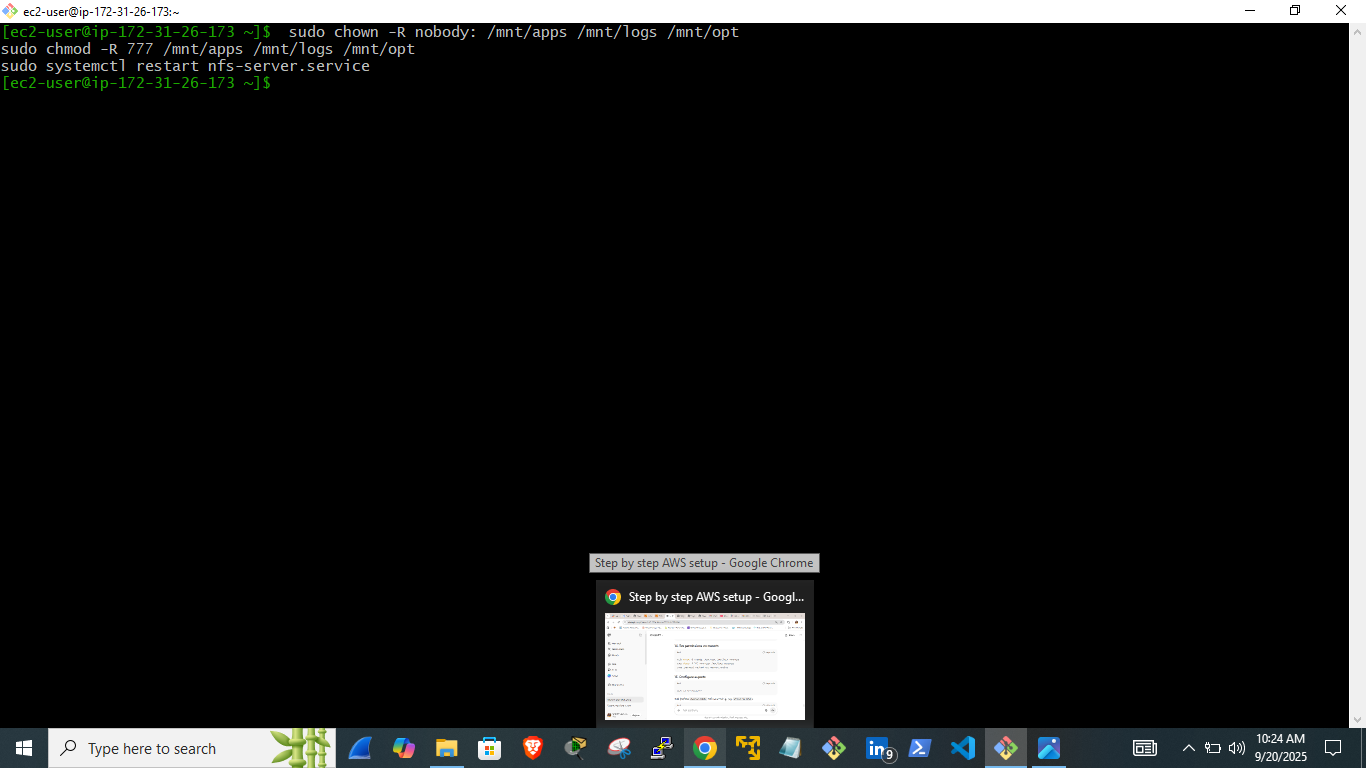 ec2-user@ip-172-31-26-173:~
[ec2-user@ip-172-31-26-173 ~]$  sudo chown -R nobody: /mnt/apps /mnt/logs /mnt/opt
sudo chmod -R 777 /mnt/apps /mnt/logs /mnt/opt
sudo systemctl restart nfs-server.service
[ec2-user@ip-172-31-26-173 ~]$
Step by step AWS setup - Google Chrome
Step by step AWS setup - Googl...
Type here to search
9
10:24 AM
9/20/2025